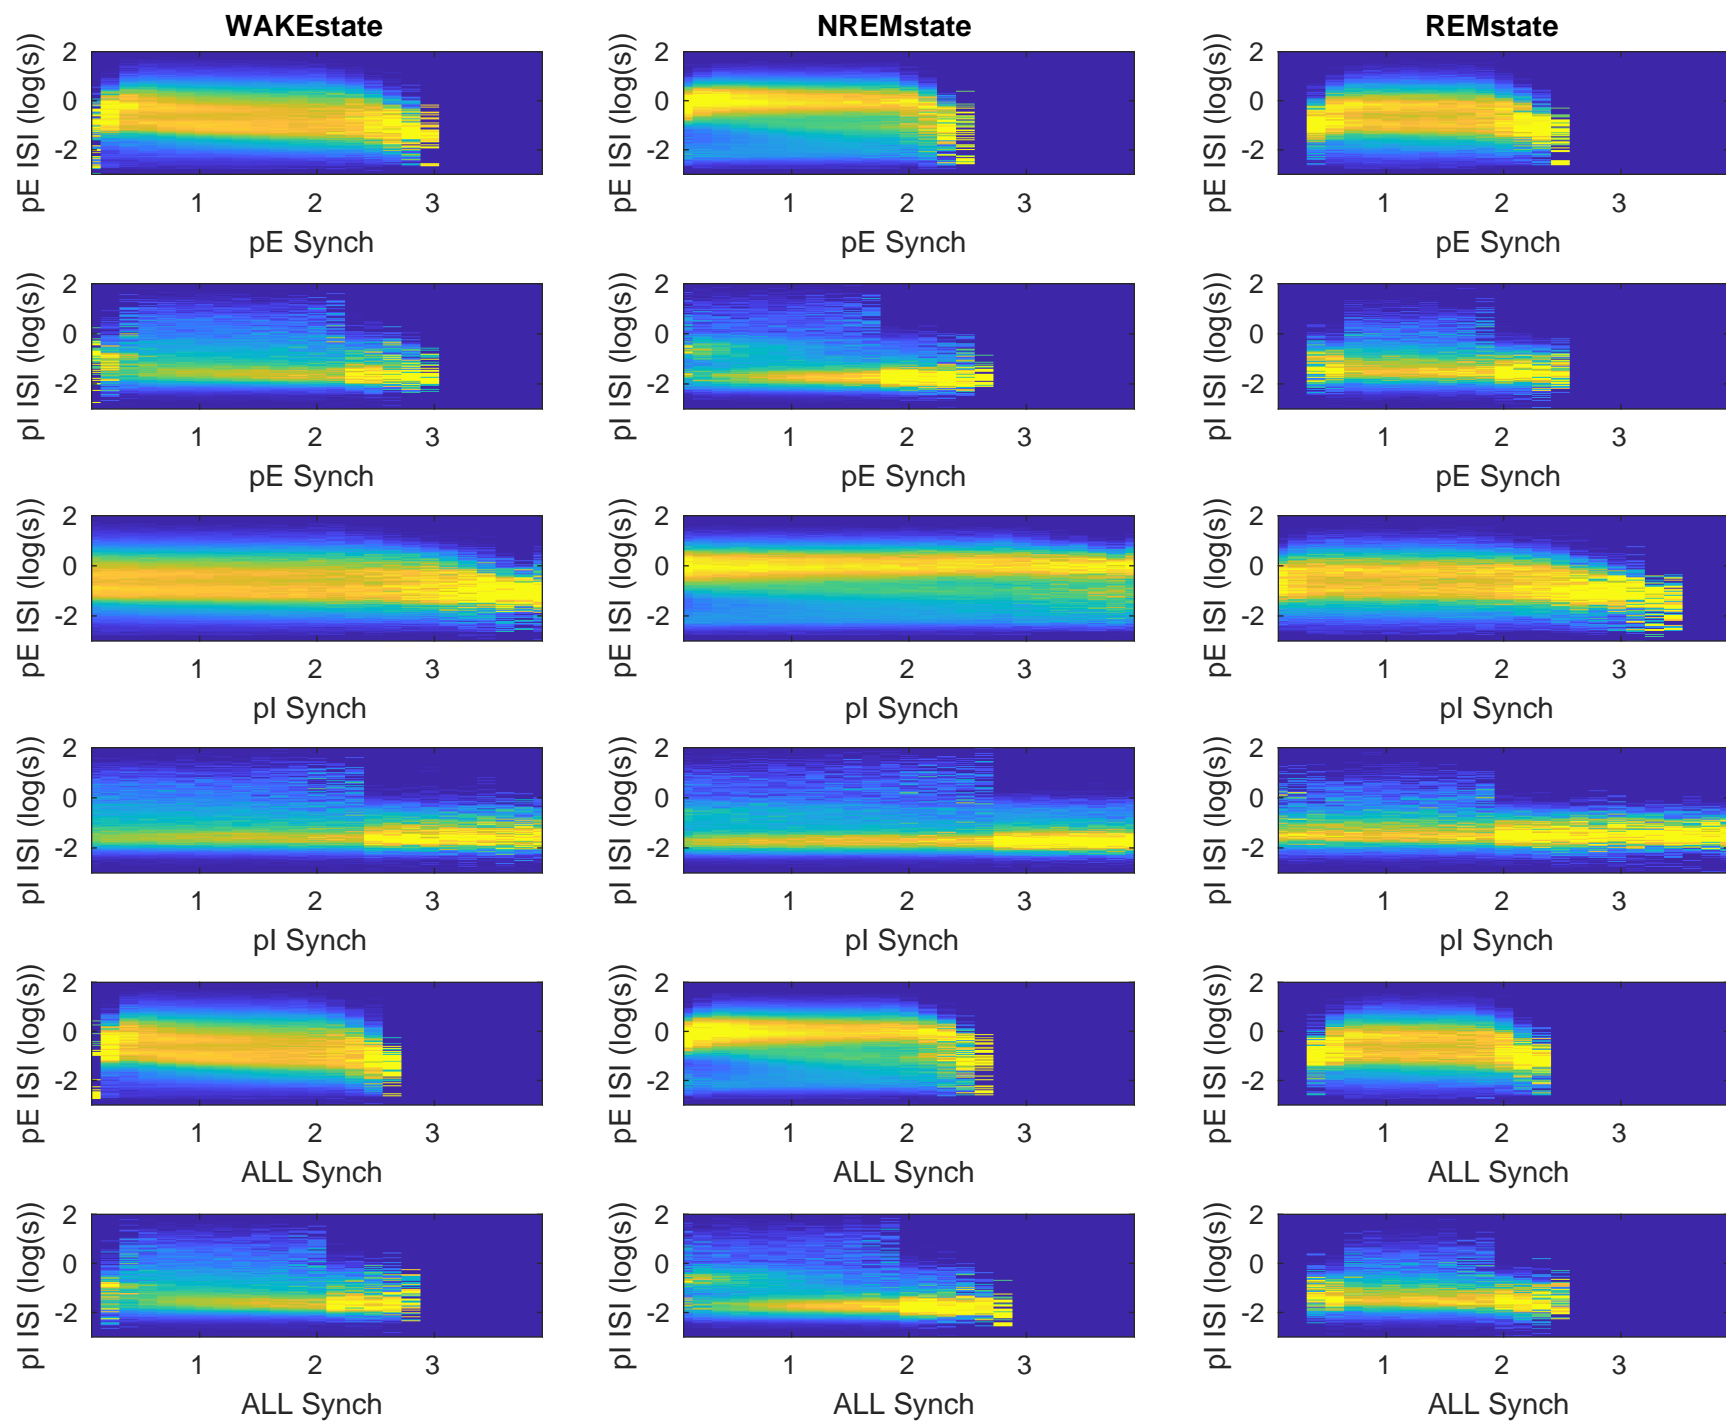 WAKEstate NREMstate REMstate
pE ISI (log(s)) 2 0 -2 pE ISI (log(s)) 2 0 -2 pE ISI (log(s)) 2 0 -2
1 2 3 1 2 3 1 2 3
pE Synch pE Synch pE Synch
pI ISI (log(s)) 2 0 -2 pI ISI (log(s)) 2 0 -2 pI ISI (log(s)) 2 0 -2
1 2 3 1 2 3 1 2 3
pE Synch pE Synch pE Synch
pE ISI (log(s)) 2 0 -2 pE ISI (log(s)) 2 0 -2 pE ISI (log(s)) 2 0 -2
1 2 3 1 2 3 1 2 3
pI Synch pI Synch pI Synch
pI ISI (log(s)) 2 0 -2 pI ISI (log(s)) 2 0 -2 pI ISI (log(s)) 2 0 -2
1 2 3 1 2 3 1 2 3
pI Synch pI Synch pI Synch
pE ISI (log(s)) 2 0 -2 pE ISI (log(s)) 2 0 -2 pE ISI (log(s)) 2 0 -2
1 2 3 1 2 3 1 2 3
ALL Synch ALL Synch ALL Synch
pI ISI (log(s)) 2 0 -2 pI ISI (log(s)) 2 0 -2 pI ISI (log(s)) 2 0 -2
1 2 3 1 2 3 1 2 3
ALL Synch ALL Synch ALL Synch